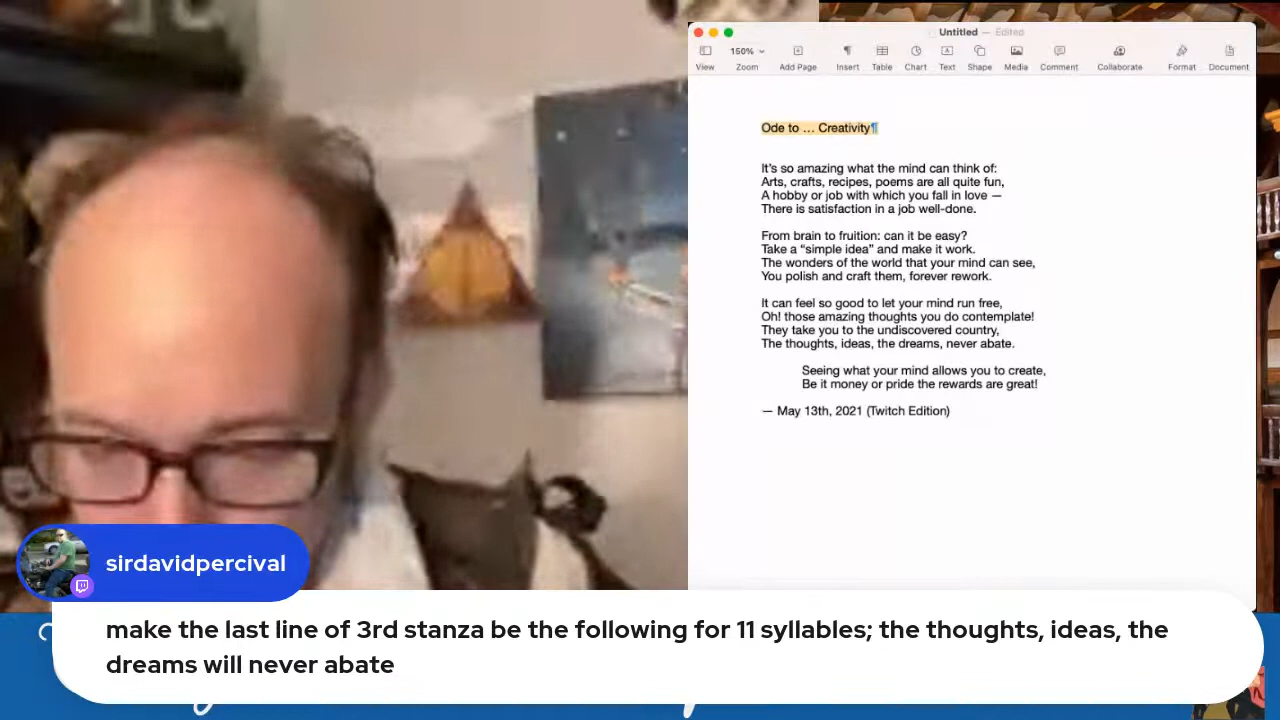 Untitled — Edited
150%
View Zoom Add Page Insert Table Chart Text Shape Media Comment Collaborate Format Document
Ode to ... Creativity¶
It's so amazing what the mind can think of:
Arts, crafts, recipes, poems are all quite fun,
A hobby or job with which you fall in love —
There is satisfaction in a job well-done.
From brain to fruition: can it be easy?
Take a “simple idea” and make it work.
The wonders of the world that your mind can see,
You polish and craft them, forever rework.
It can feel so good to let your mind run free,
Oh! those amazing thoughts you do contemplate!
They take you to the undiscovered country,
The thoughts, ideas, the dreams, never abate.
Seeing what your mind allows you to create,
Be it money or pride the rewards are great!
— May 13th, 2021 (Twitch Edition)
sirdavidpercival
make the last line of 3rd stanza be the following for 11 syllables; the thoughts, ideas, the
dreams will never abate